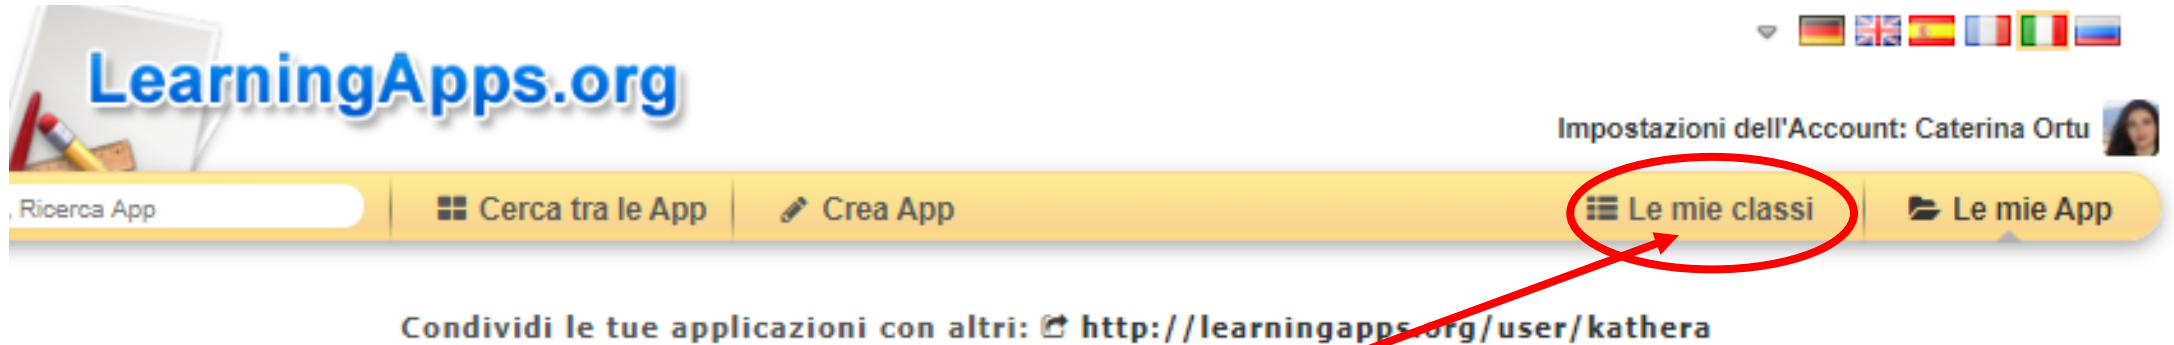 LearningApps.org
Impostazioni dell'Account: Caterina Ortu
Ricerca App
Cerca tra le App
Crea App
Le mie classi
Le mie App
Condividi le tue applicazioni con altri: http://learningapps.org/user/kathera